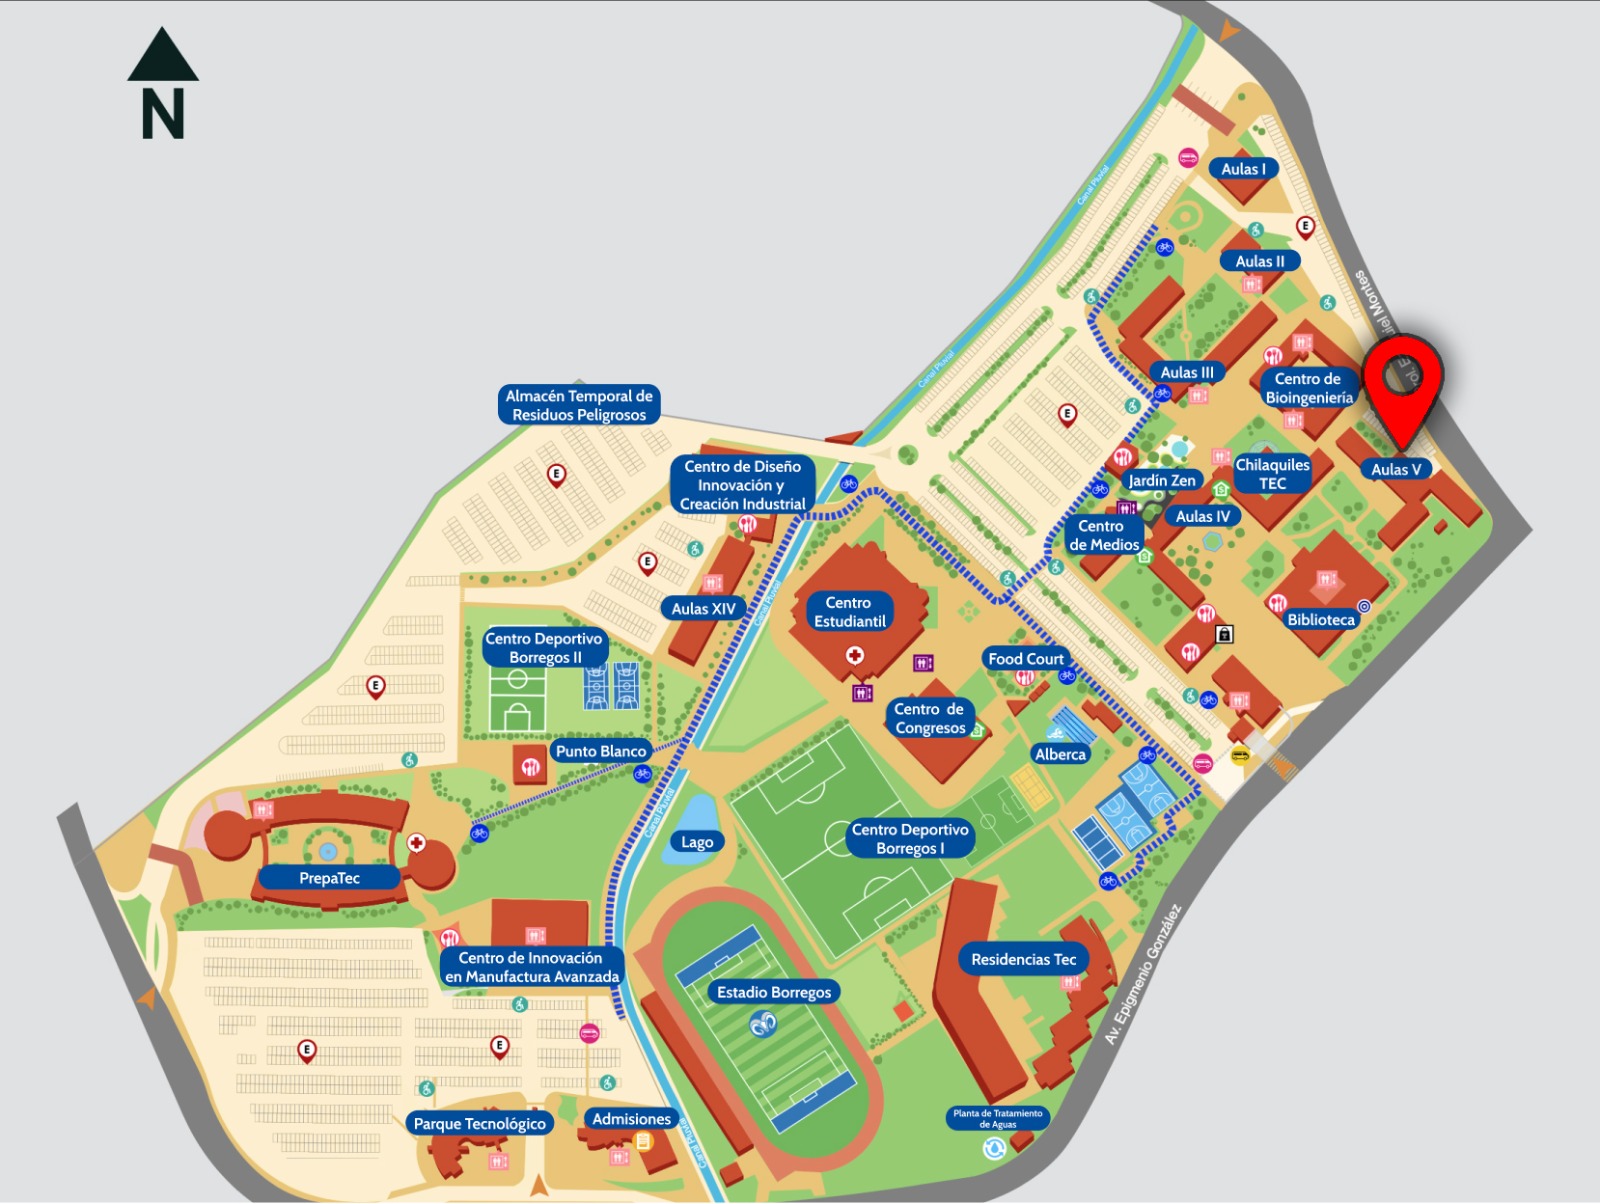 N
Aulas I
Canal Pluvial
E
Aulas II
Canal Pluvial
Aulas III
Centro de
Bioingeniería
Almacén Temporal de
Residuos Peligrosos
E
E
Aulas V
Chilaquiles
TEC
Jardín Zen
Aulas IV
Centro
de Medios
Centro de Diseño
Innovación y
Creación Industrial
E
Canal Pluvial
Aulas XIV
Centro
Estudiantil
Biblioteca
Centro Deportivo
Borregos II
Food Court
E
Centro de
Congresos
Punto Blanco
Alberca
Canal Pluvial
Lago
Centro Deportivo
Borregos I
PrepaTec
Centro de Innovación
en Manufactura Avanzada
Residencias Tec
Estadio Borregos
Av. Epigmenio González
E
E
Parque Tecnológico
Admisiones
Canal Pluvial
Planta de Tratamiento
de Aguas